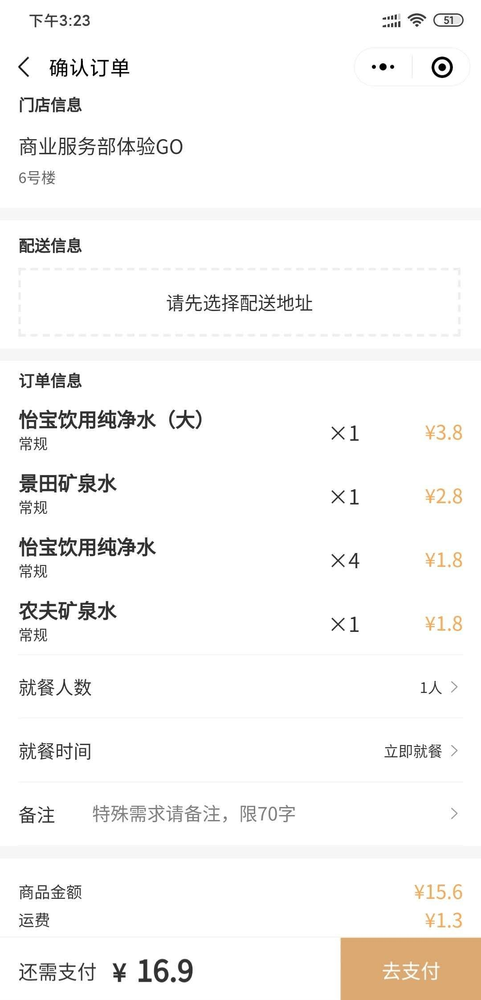 下午3:23
51
确认订单
门店信息
商业服务部体验GO
6号楼
配送信息
请先选择配送地址
订单信息
怡宝饮用纯净水（大） ×1 ¥3.8
常规
景田矿泉水 ×1 ¥2.8
常规
怡宝饮用纯净水 ×4 ¥1.8
常规
农夫矿泉水 ×1 ¥1.8
常规
就餐人数 1人
就餐时间 立即就餐
备注 特殊需求请备注，限70字
商品金额 ¥15.6
运费 ¥1.3
还需支付 ¥ 16.9 去支付